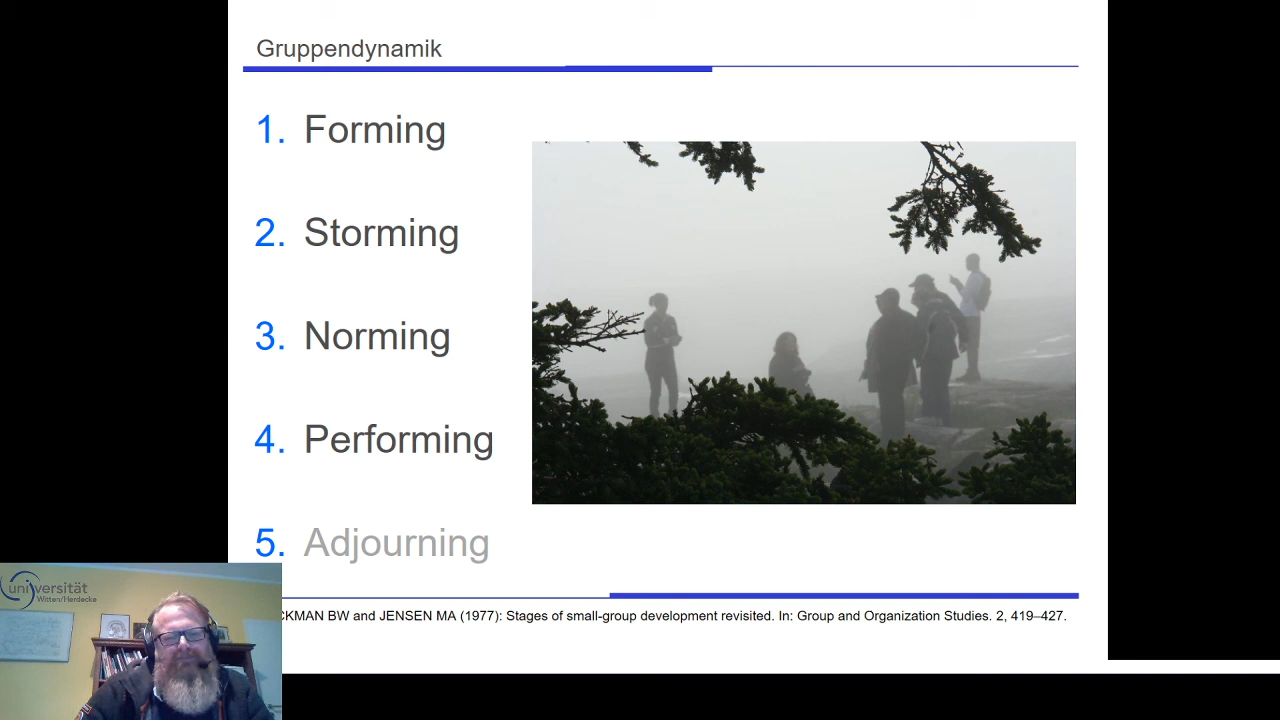 Gruppendynamik
1. Forming
2. Storming
3. Norming
4. Performing
5. Adjourning
CKMAN BW and JENSEN MA (1977): Stages of small-group development revisited. In: Group and Organization Studies. 2, 419–427.
universität
Witten/Herdecke